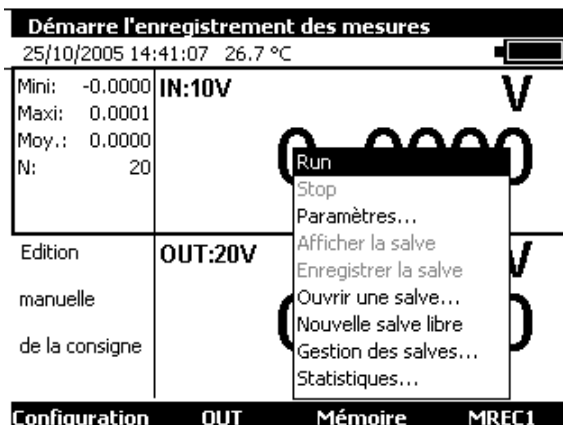 Démarre l'enregistrement des mesures
25/10/2005 14:41:07 26.7 °C
Mini: -0.0000
Maxi: 0.0001
Moy.: 0.0000
N: 20
IN:10V
V
Run
Stop
Paramètres...
Afficher la salve
Enregistrer la salve
Ouvrir une salve...
Nouvelle salve libre
Gestion des salves...
Statistiques...
Edition
manuelle
de la consigne
OUT:20V
V
Configuration OUT Mémoire MREC1